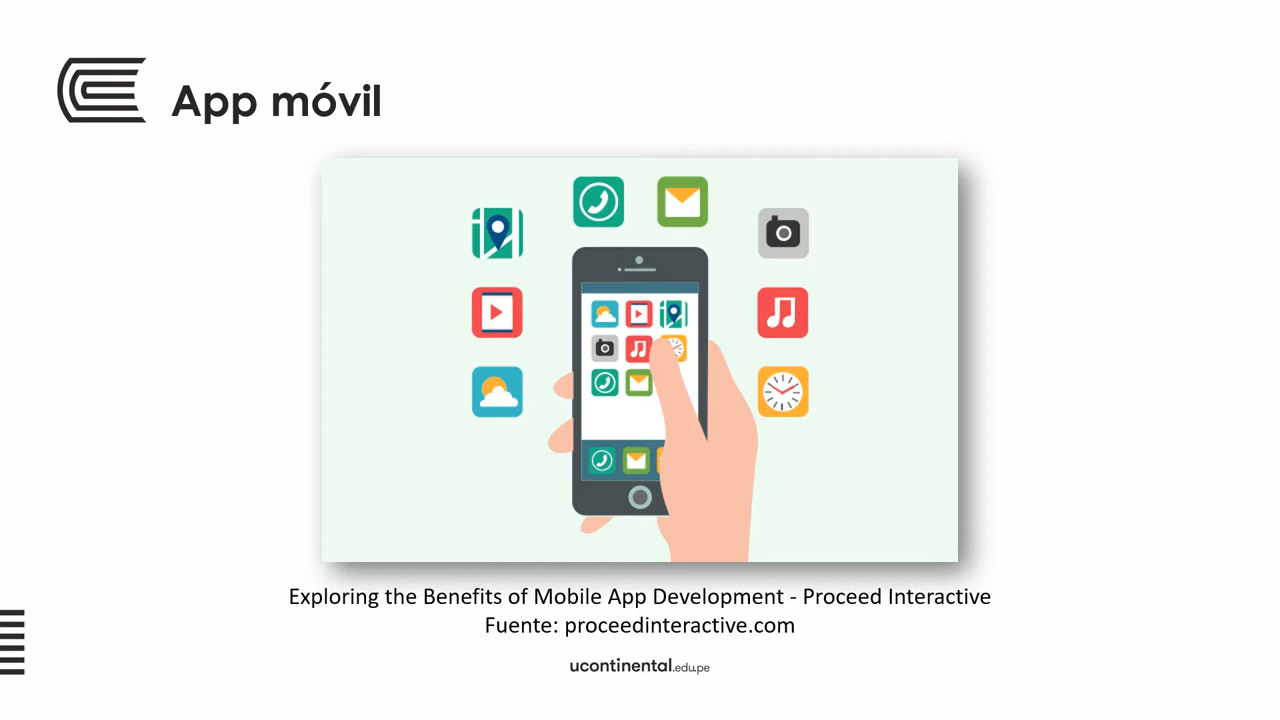 App móvil
Exploring the Benefits of Mobile App Development - Proceed Interactive
Fuente: proceedinteractive.com
ucontinental.edu.pe